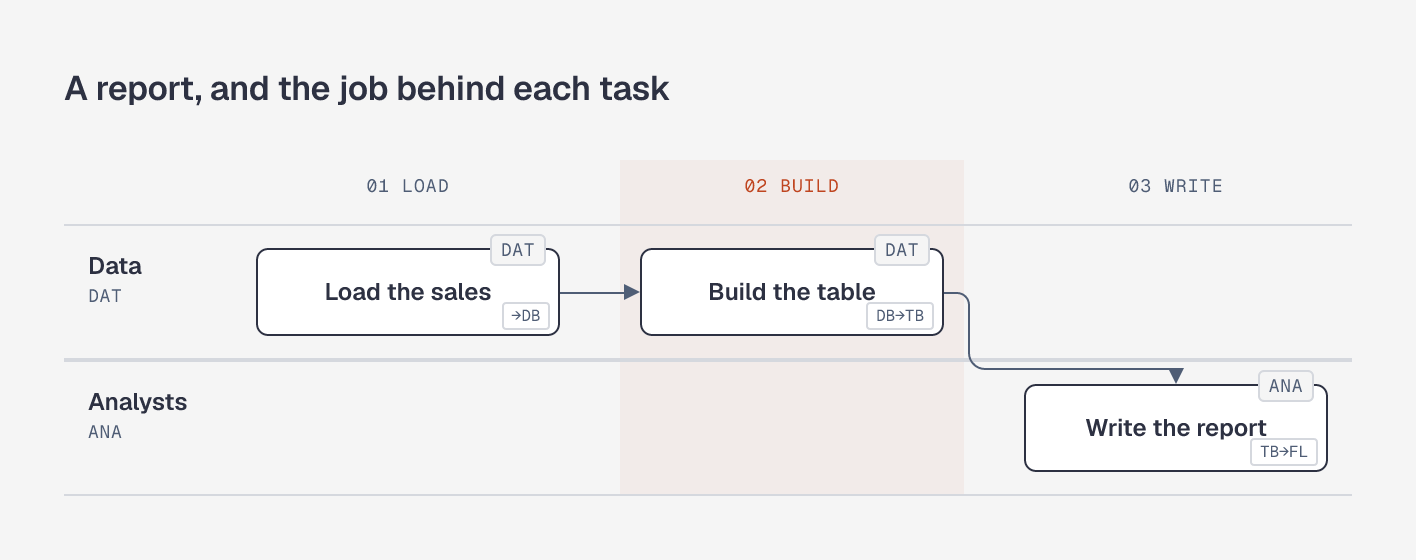 A report, and the job behind each task
01 LOAD
02 BUILD
03 WRITE
Data
DAT
DAT
Load the sales
→DB
DAT
Build the table
DB→TB
Analysts
ANA
ANA
Write the report
TB→FL